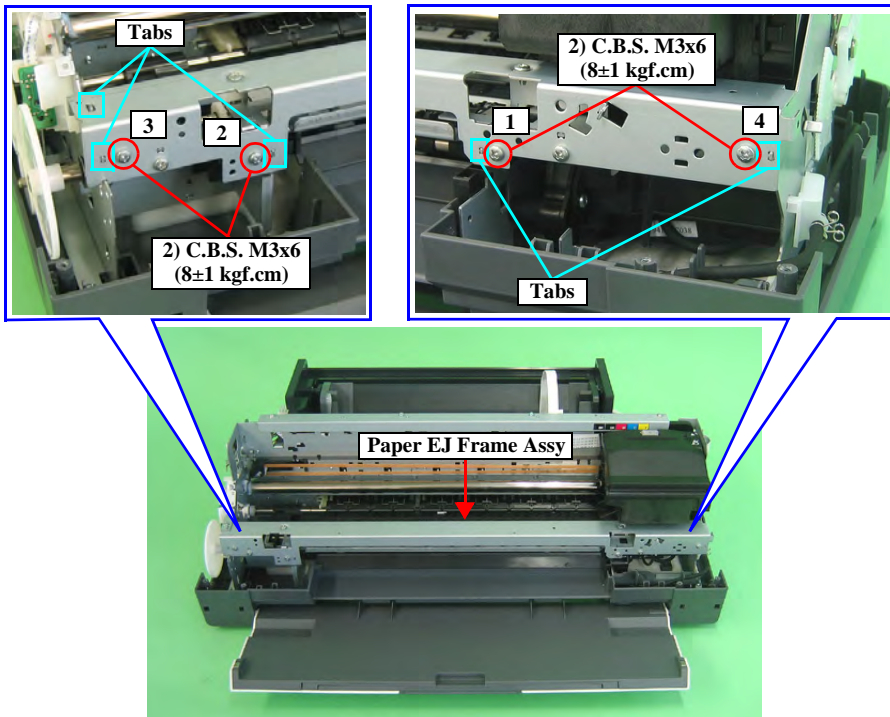 Tabs
3
2
2) C.B.S. M3x6
(8±1 kgf.cm)
2) C.B.S. M3x6
(8±1 kgf.cm)
1
4
Tabs
Paper EJ Frame Assy